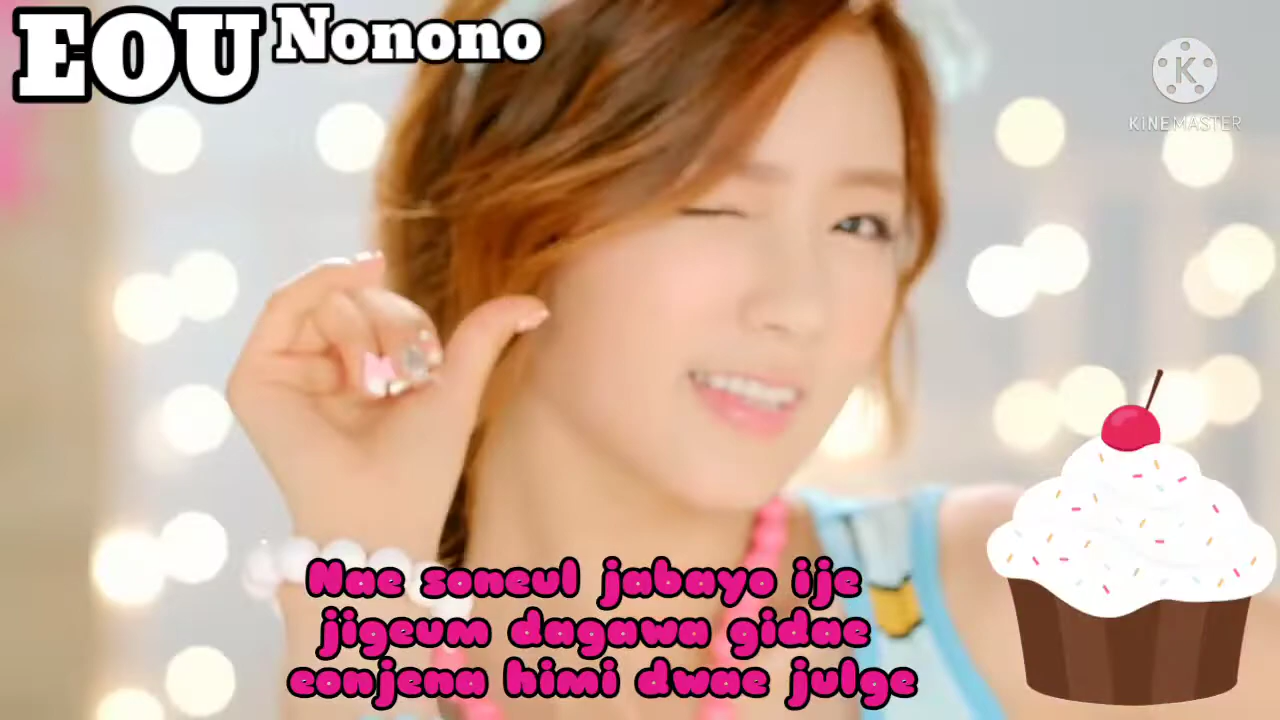 EOU Nonono
KINEMASTER
Nae soneul jabayo ije
jigeum dagawa gidae
eonjena himi dwae julge